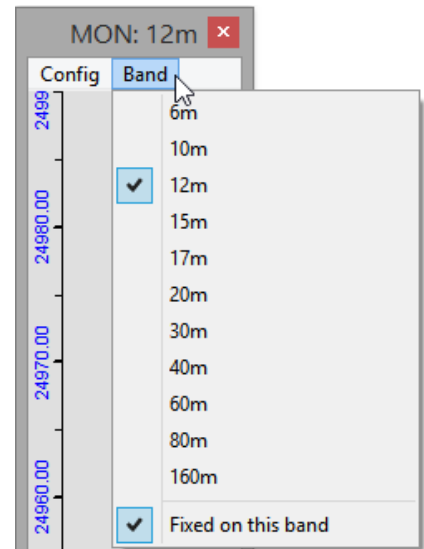 MON: 12m
Config Band
6m
10m
12m
15m
17m
20m
30m
40m
60m
80m
160m
Fixed on this band
2499
24980.00
24970.00
24960.00